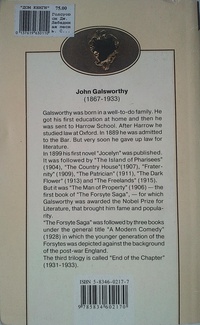 75.00
John Galsworthy
(1867-1933)
Galsworthy was born in a well-to-do family. He
got his first education at home and then he
was sent to Harrow School. After Harrow he
studied law at Oxford. In 1889 he was admitted
to the Bar. But very soon he gave up law for
literature.
In 1899 his first novel "Jocelyn" was published.
It was followed by "The Island of Pharisees"
(1904), "The Country House"(1907), "Frater-
nity" (1909), "The Patrician" (1911), "The Dark
Flower" (1913) and "The Freelands" (1915).
But it was "The Man of Property" (1906) — the
first book of "The Forsyte Saga", — for which
Galsworthy was awarded the Nobel Prize for
Literature, that brought him fame and popula-
rity.
"The Forsyte Saga" was followed by three books
under the general title "A Modern Comedy"
(1928) in which the younger generation of the
Forsytes was depicted against the background of
the post-war England.
The third trilogy is called "End of the Chapter"
(1931-1933).
5-8346-0217-7
9 785834 602170